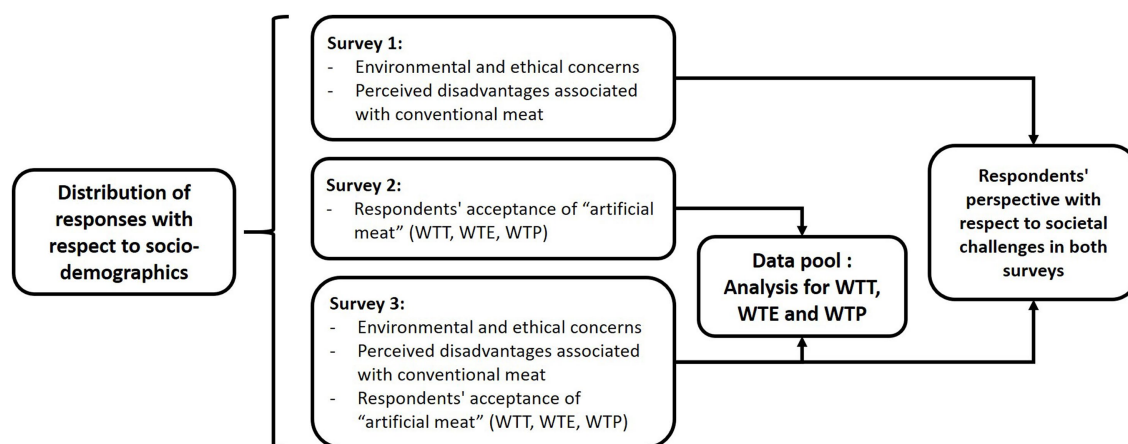 Distribution of
responses with
respect to socio-
demographics
Survey 1:
- Environmental and ethical concerns
- Perceived disadvantages associated
with conventional meat
Survey 2:
- Respondents' acceptance of “artificial
meat” (WTT, WTE, WTP)
Survey 3:
- Environmental and ethical concerns
- Perceived disadvantages associated
with conventional meat
- Respondents' acceptance of
“artificial meat” (WTT, WTE, WTP)
Data pool :
Analysis for WTT,
WTE and WTP
Respondents'
perspective with
respect to societal
challenges in both
surveys